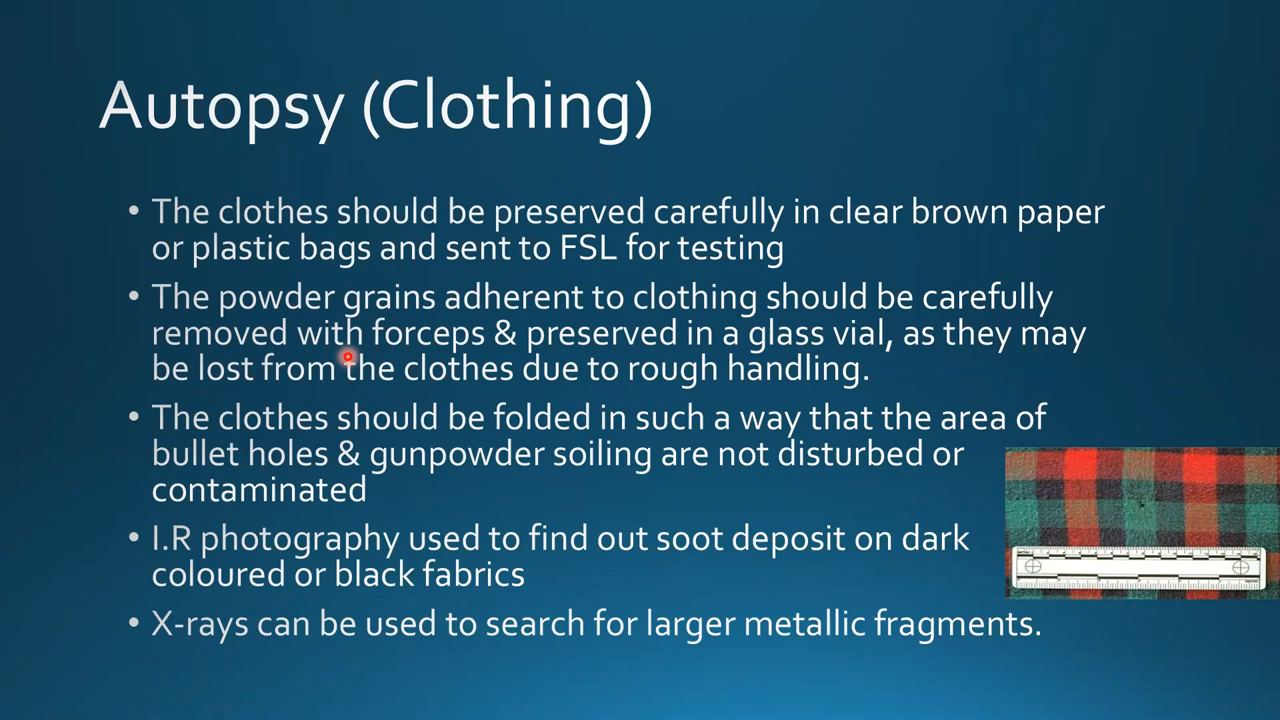 Autopsy (Clothing)
• The clothes should be preserved carefully in clear brown paper
or plastic bags and sent to FSL for testing
• The powder grains adherent to clothing should be carefully
removed with forceps & preserved in a glass vial, as they may
be lost from the clothes due to rough handling.
• The clothes should be folded in such a way that the area of
bullet holes & gunpowder soiling are not disturbed or
contaminated
• I.R photography used to find out soot deposit on dark
coloured or black fabrics
• X-rays can be used to search for larger metallic fragments.